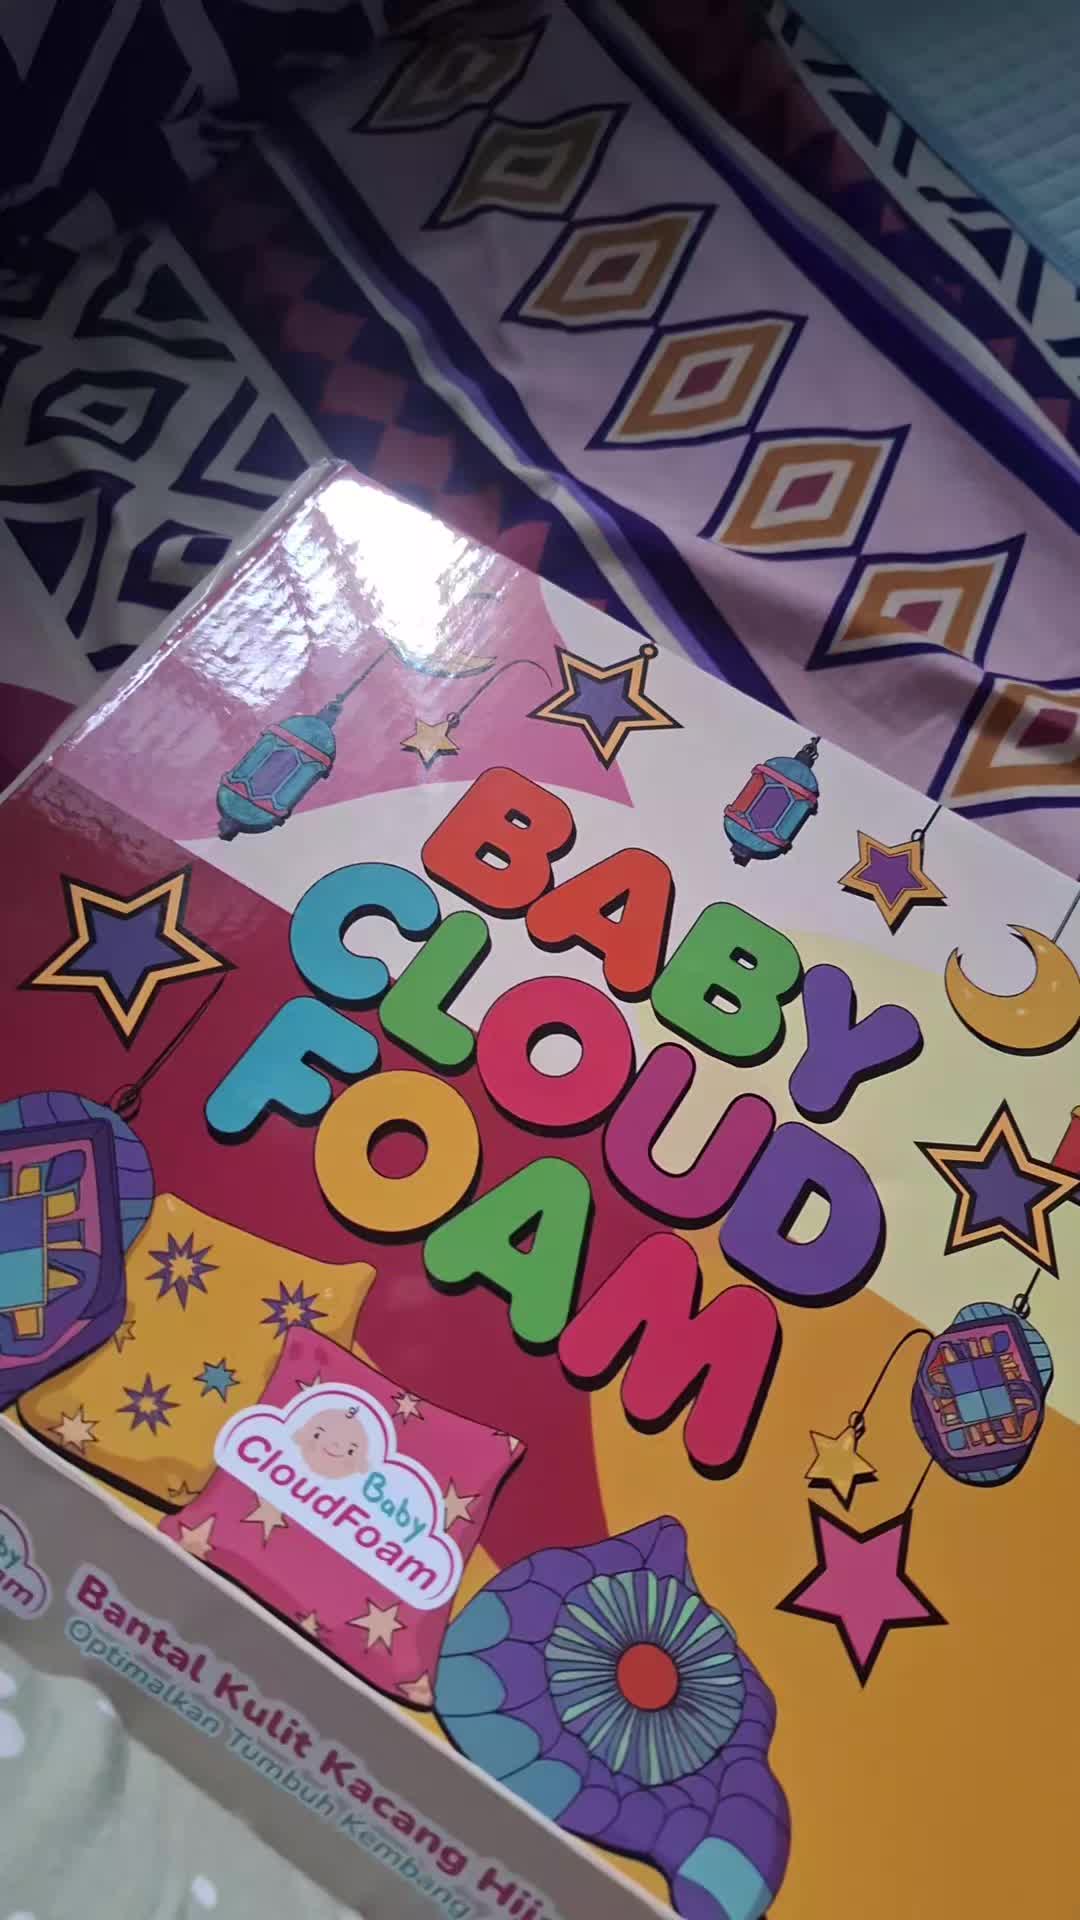 BABY
CLOUD
FOAM
Baby
CloudFoam
Bantal Kulit Kacang
Optimalkan Tumbuh Kembang